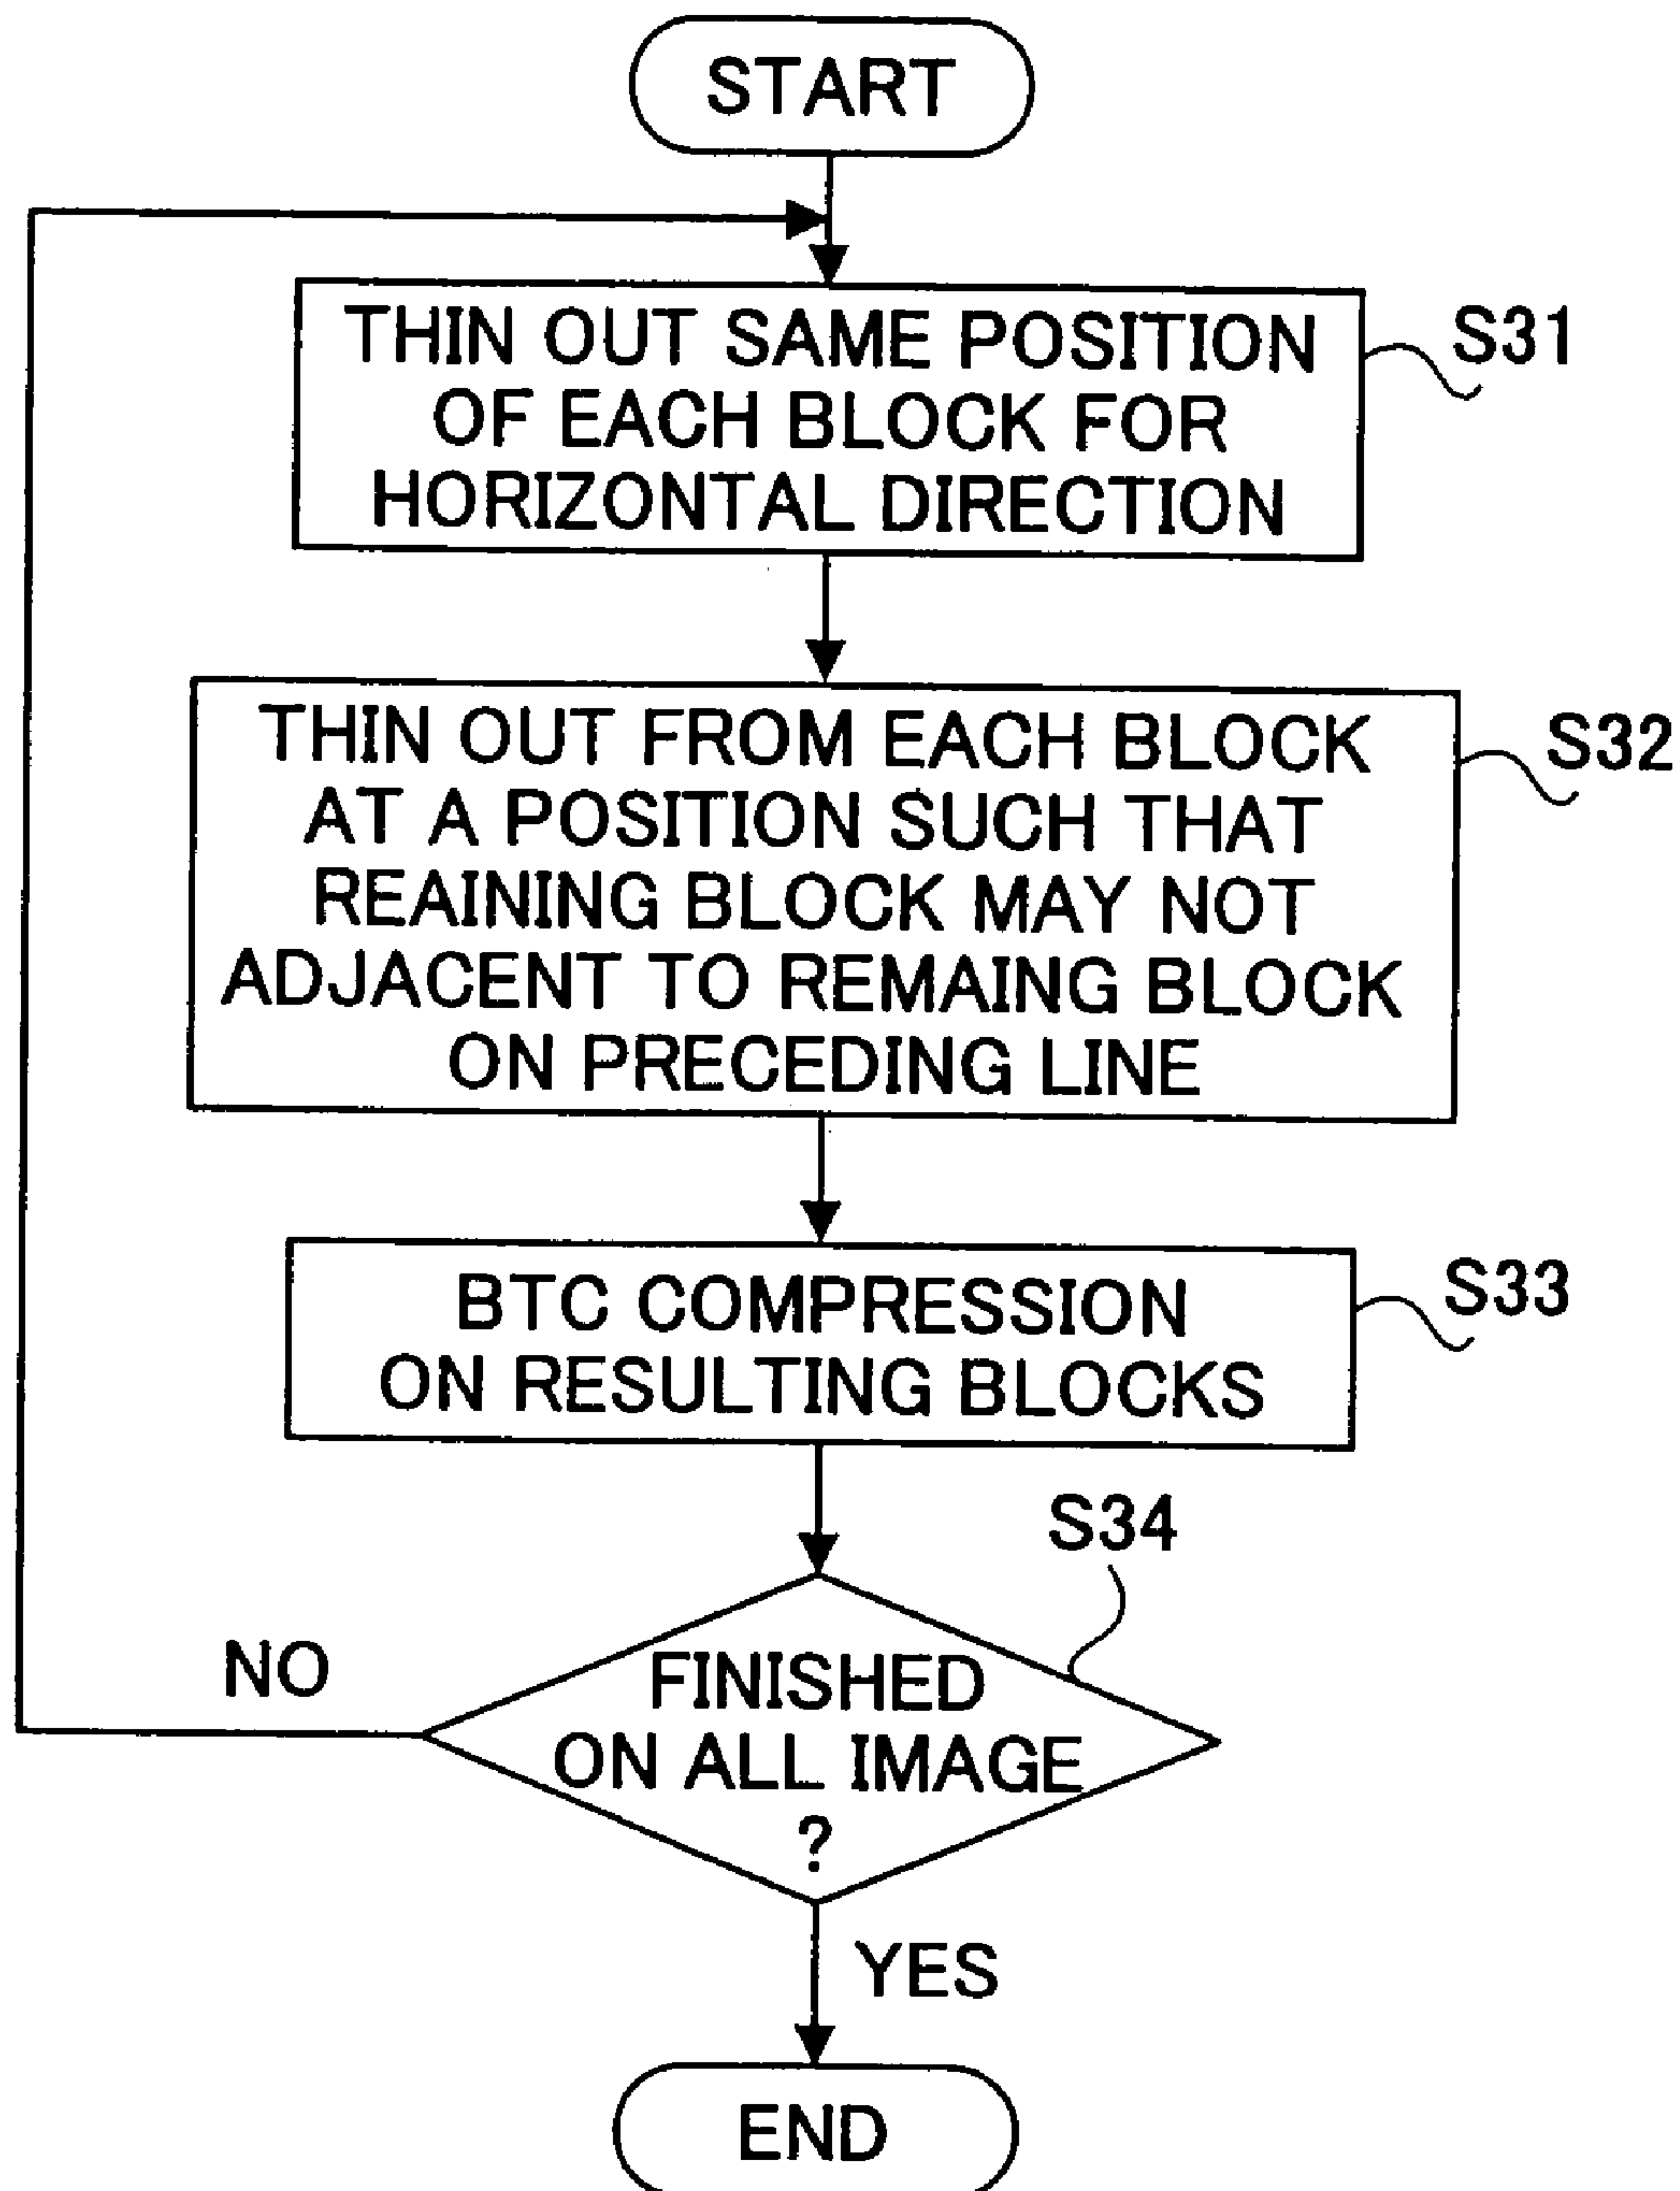 START
THIN OUT SAME POSITION
OF EACH BLOCK FOR
HORIZONTAL DIRECTION
S31
THIN OUT FROM EACH BLOCK
AT A POSITION SUCH THAT
REAINING BLOCK MAY NOT
ADJACENT TO REMAING BLOCK
ON PRECEDING LINE
S32
BTC COMPRESSION
ON RESULTING BLOCKS
S33
S34
FINISHED
ON ALL IMAGE
?
NO
YES
END